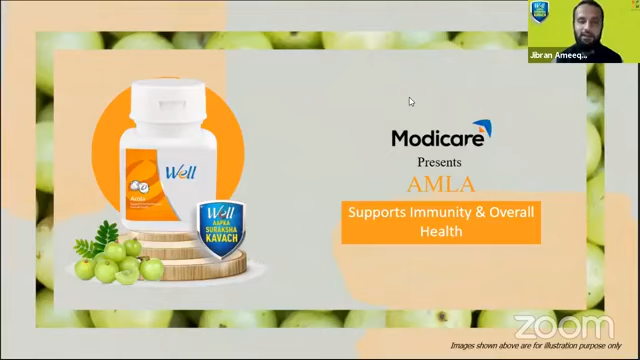 Well
Jibran Ameeq...
Modicare
Presents
AMLA
Supports Immunity & Overall
Health
Well
Amla
Well
AAPKA
SURAKSHA
KAVACH
zoom
Images shown above are for illustration purpose only